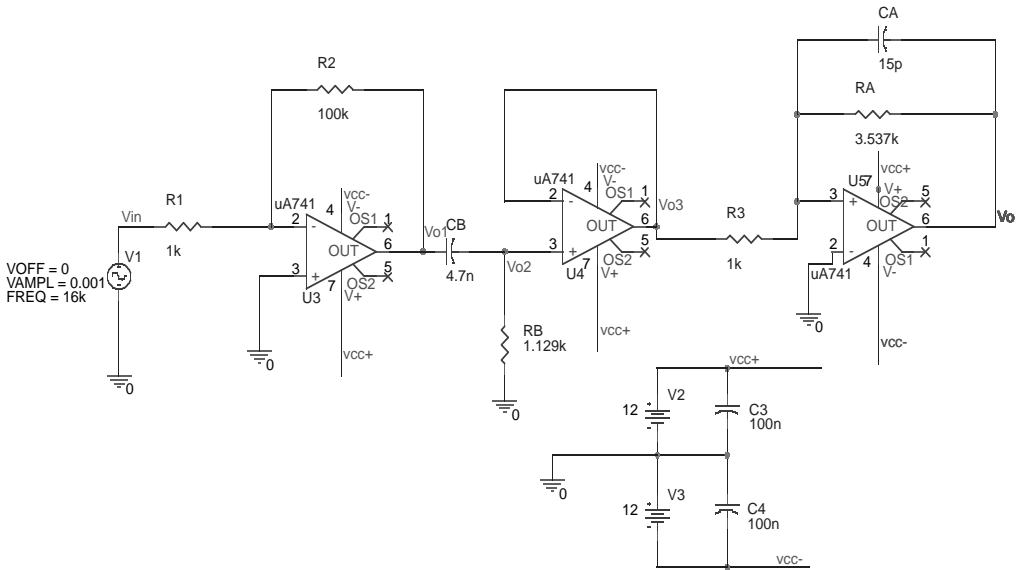 CA
15p
RA
3.537k
R2
100k
vcc+
V+
U57
3
+
5
OS2
OUT
6
Vo
2
-
1
OS1
uA741
4
V-
vcc-
vcc-
uA741
4
V-
OS1
1
2
-
OUT
6
Vo3
3
+
5
OS2
U4
7
V+
vcc+
R3
1k
Vin
R1
1k
vcc-
uA741
4
V-
OS1
1
2
-
OUT
6
Vo1
3
+
5
OS2
U3
7
V+
vcc+
CB
4.7n
Vo2
V1
VOFF = 0
VAMPL = 0.001
FREQ = 16k
0
0
0
0
RB
1.129k
vcc+
V2
12
+
-
C3
100n
0
V3
12
+
-
C4
100n
vcc-